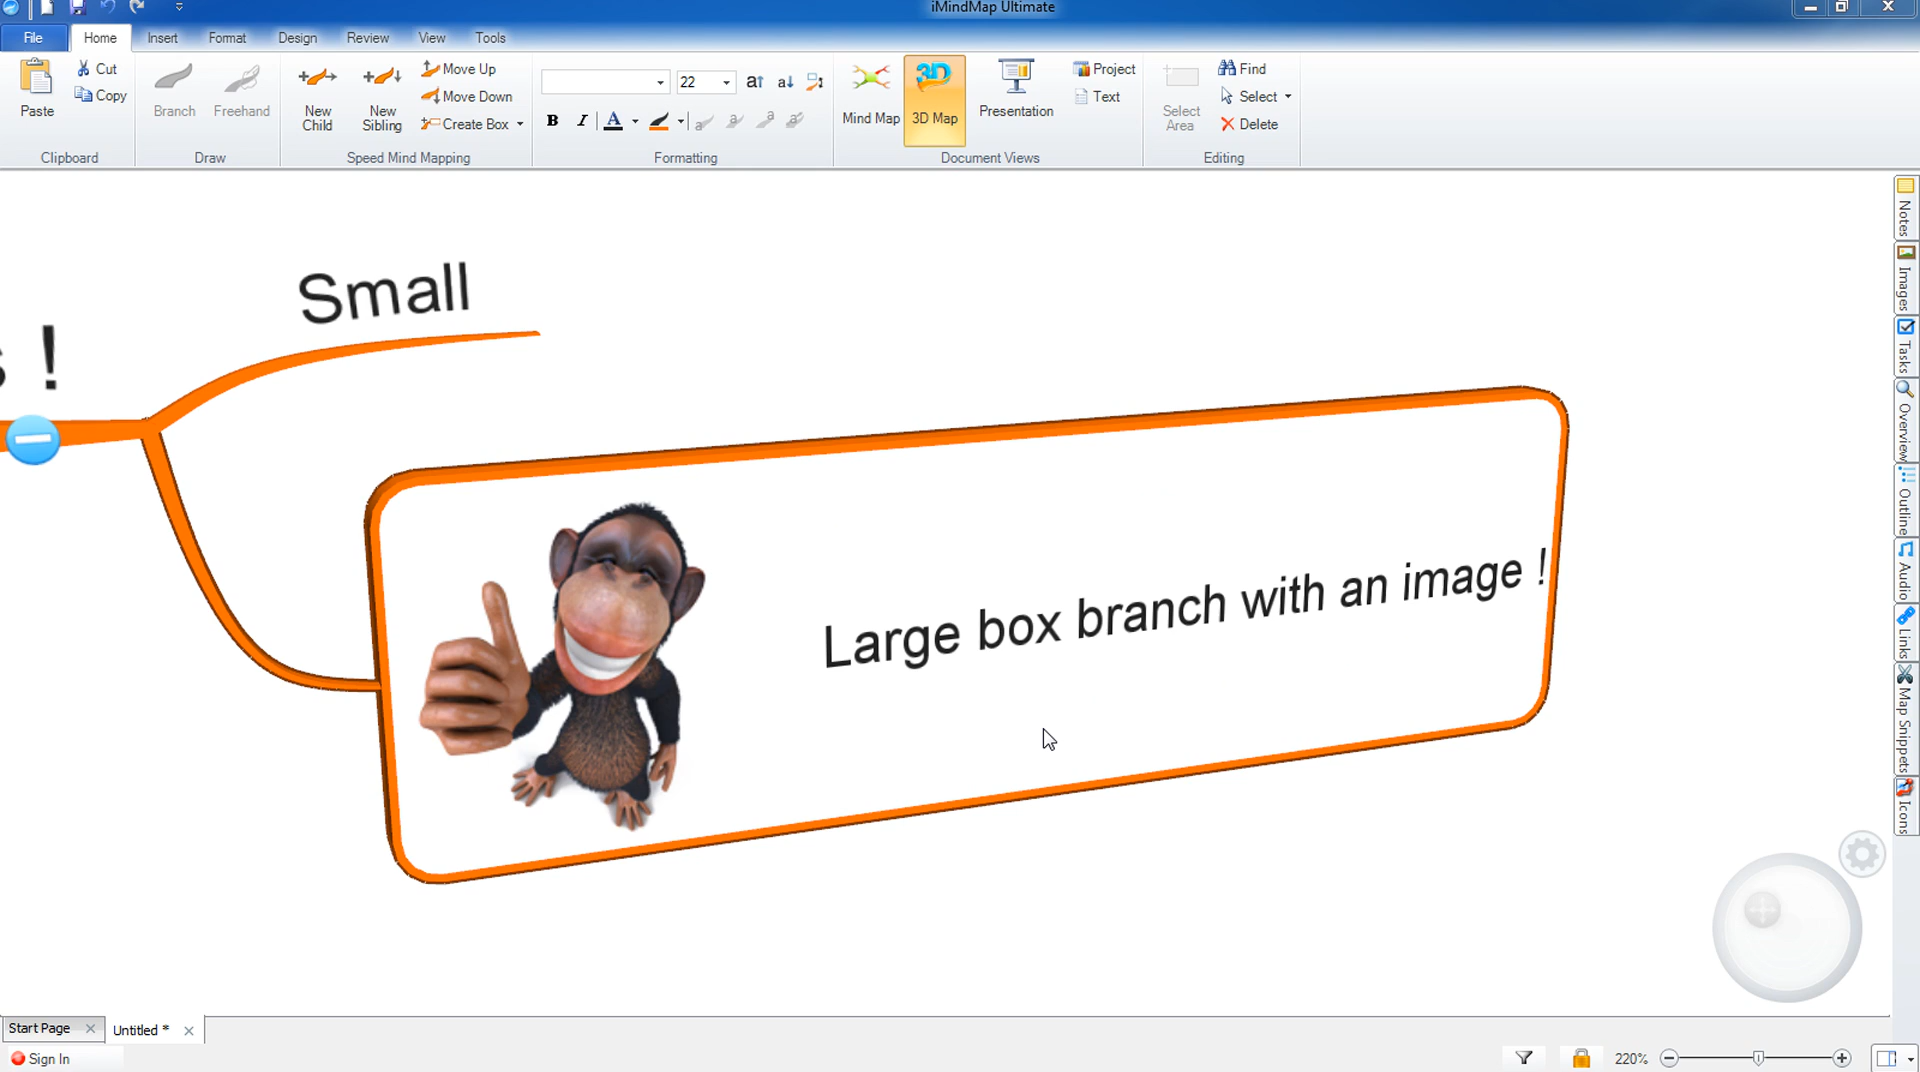 iMindMap Ultimate
File Home Insert Format Design Review View Tools
Paste
Cut
Copy
Clipboard
Branch
Freehand
Draw
New Child
New Sibling
Move Up
Move Down
Create Box
Speed Mind Mapping
22
B I A
Formatting
Mind Map
3D Map
Presentation
Project
Text
Document Views
Select Area
Find
Select
Delete
Editing
Notes
Images
Tasks
Overview
Outline
Audio
Links
Map Snippets
Icons
Small
s !
Large box branch with an image !
Start Page
Untitled *
Sign In
220%